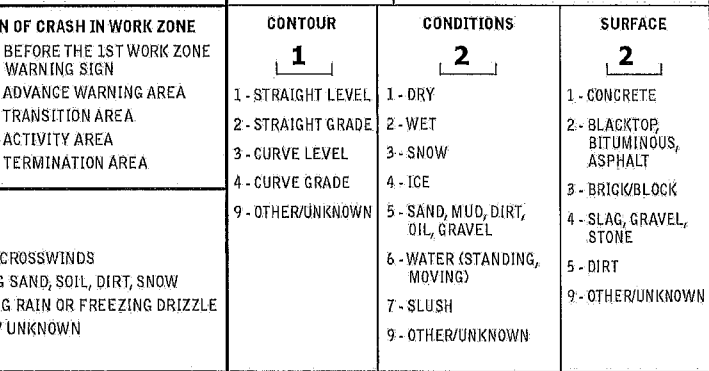 N OF CRASH IN WORK ZONE
BEFORE THE 1ST WORK ZONE
WARNING SIGN
ADVANCE WARNING AREA
TRANSITION AREA
ACTIVITY AREA
TERMINATION AREA
CROSSWINDS
G SAND, SOIL, DIRT, SNOW
G RAIN OR FREEZING DRIZZLE
/ UNKNOWN
CONTOUR
1
1 - STRAIGHT LEVEL
2 - STRAIGHT GRADE
3 - CURVE LEVEL
4 - CURVE GRADE
9 - OTHER/UNKNOWN
CONDITIONS
2
1 - DRY
2 - WET
3 - SNOW
4 - ICE
5 - SAND, MUD, DIRT,
OIL, GRAVEL
6 - WATER (STANDING,
MOVING)
7 - SLUSH
9 - OTHER/UNKNOWN
SURFACE
2
1 - CONCRETE
2 - BLACKTOP,
BITUMINOUS,
ASPHALT
3 - BRICK/BLOCK
4 - SLAG, GRAVEL,
STONE
5 - DIRT
9 - OTHER/UNKNOWN